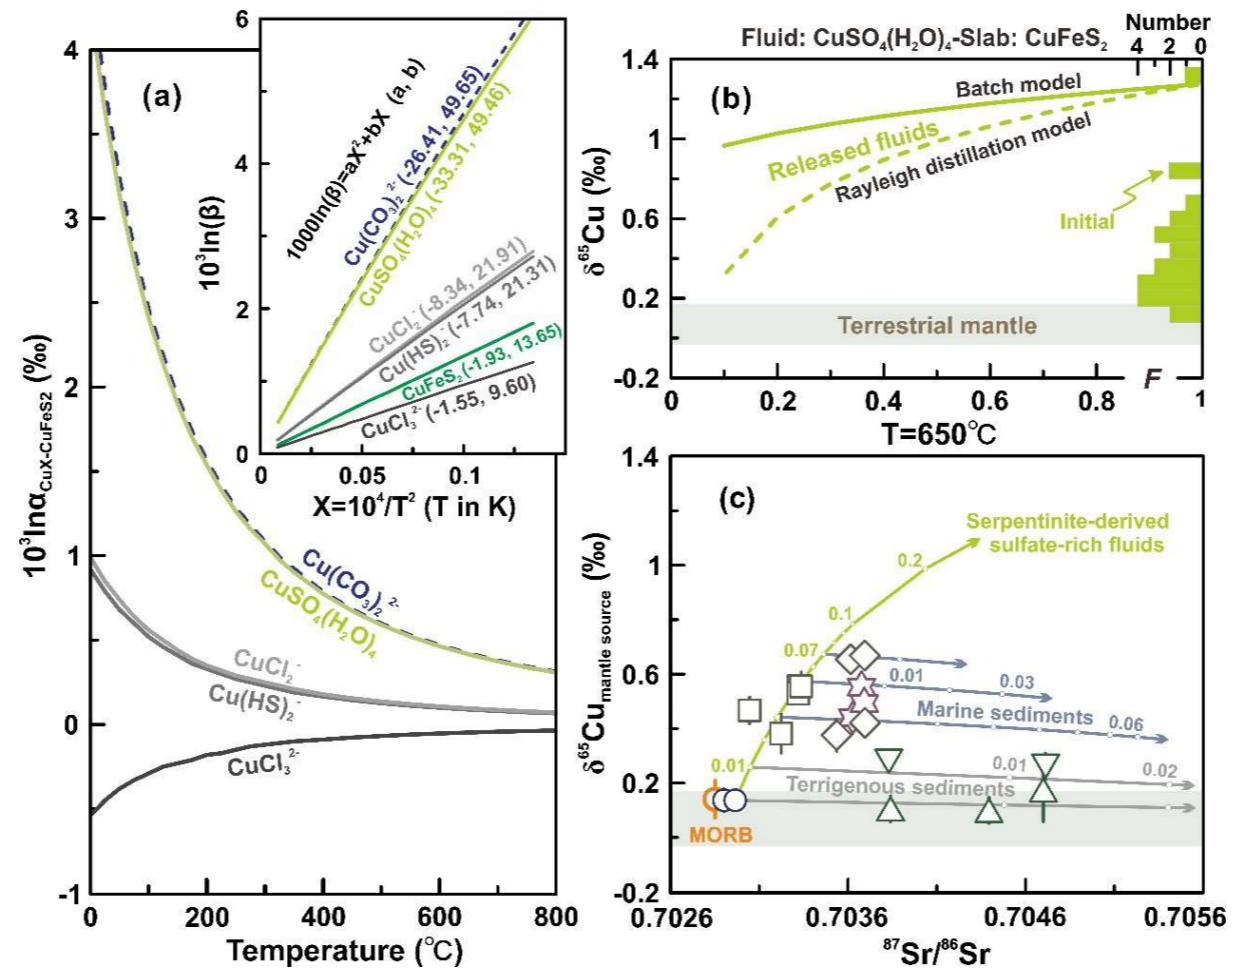 (a)
4
3
2
1
0
-1
10³lnα_CuX-CuFeS2 (‰)
0
200
400
600
800
Temperature (℃)
Cu(CO₃)₂²⁻
CuSO₄(H₂O)₄
CuCl₂⁻
Cu(HS)₂⁻
CuCl₃²⁻
6
4
2
0
10³ln(β)
1000ln(β)=aX²+bX (a, b)
Cu(CO₃)₂²⁻ (-26.41, 49.65)
CuSO₄(H₂O)₄ (-33.31, 49.46)
CuCl₂⁻ (-8.34, 21.91)
Cu(HS)₂⁻ (-7.74, 21.31)
CuFeS₂ (-1.93, 13.65)
CuCl₃²⁻ (-1.55, 9.60)
0
0.05
0.1
X=10⁴/T² (T in K)
Number
4 2 0
Fluid: CuSO₄(H₂O)₄-Slab: CuFeS₂
(b)
1.4
1
0.6
0.2
-0.2
δ⁶⁵Cu (‰)
Batch model
Released fluids
Rayleigh distillation model
Initial
Terrestrial mantle
F
0
0.2
0.4
0.6
0.8
1
T=650℃
(c)
1.4
1
0.6
0.2
-0.2
δ⁶⁵Cu_mantle source (‰)
Serpentinite-derived
sulfate-rich fluids
0.2
0.1
0.07
0.01
0.01
0.03
Marine sediments
0.06
0.01
0.02
Terrigenous sediments
MORB
0.7026
0.7036
0.7046
0.7056
⁸⁷Sr/⁸⁶Sr